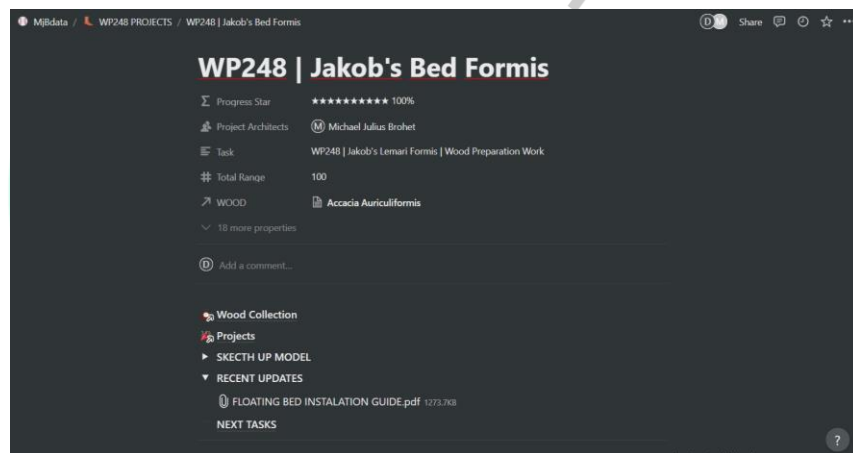 MjBdata / WP248 PROJECTS / WP248 | Jakob's Bed Formis
D M Share
WP248 | Jakob's Bed Formis
Progress Star ★★★★★★★★★★ 100%
Project Architects M Michael Julius Brohet
Task WP248 | Jakob's Lemari Formis | Wood Preparation Work
Total Range 100
WOOD Accacia Auriculiformis
18 more properties
D Add a comment...
Wood Collection
Projects
SKECTH UP MODEL
RECENT UPDATES
FLOATING BED INSTALATION GUIDE.pdf 1273.7KB
NEXT TASKS
?